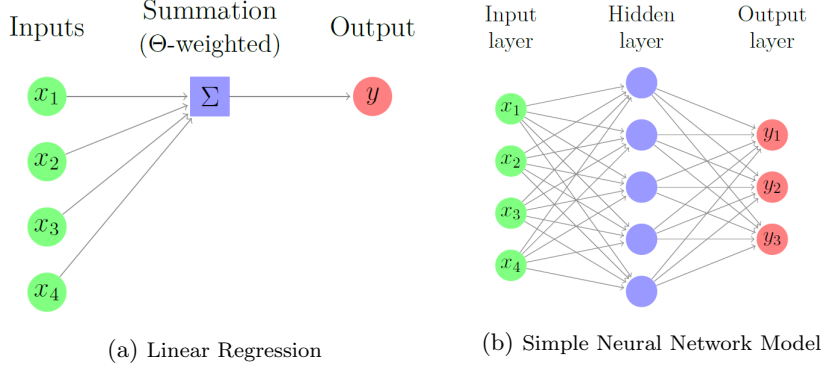 Inputs
Summation
(Θ-weighted)
Output
x₁
x₂
x₃
x₄
Σ
y
(a) Linear Regression
Input
layer
Hidden
layer
Output
layer
x₁
x₂
x₃
x₄
y₁
y₂
y₃
(b) Simple Neural Network Model